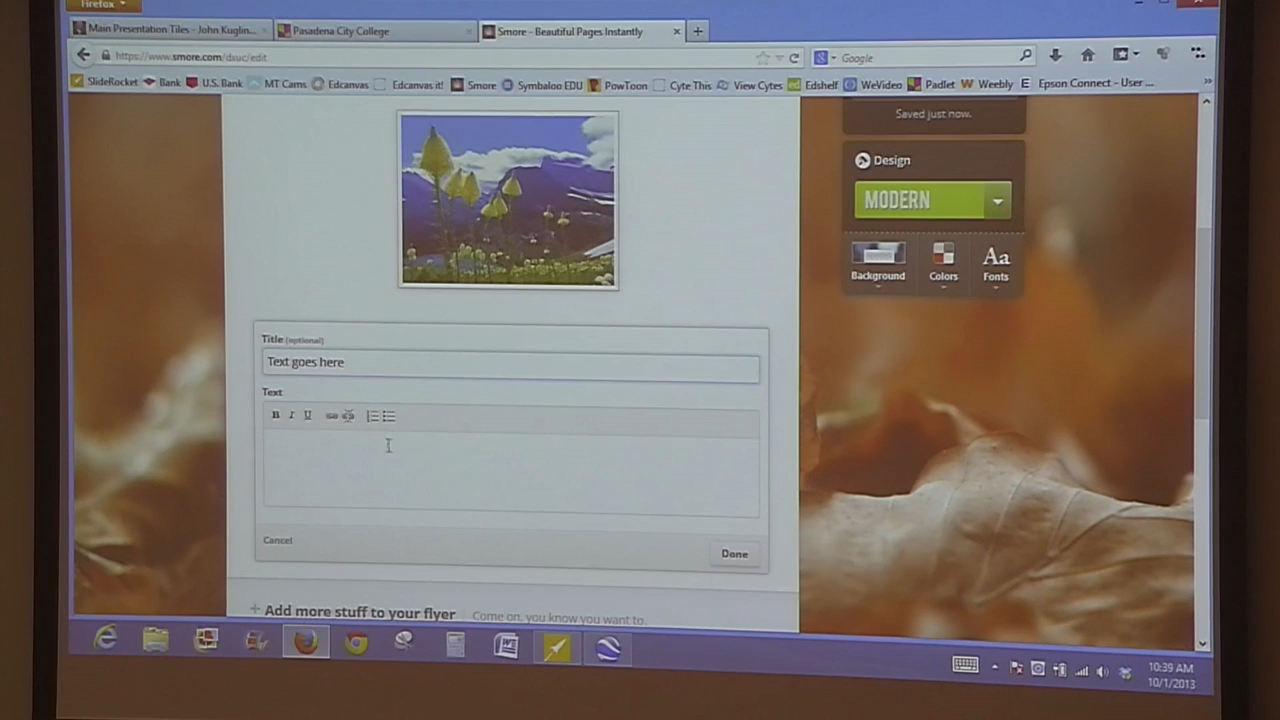 Firefox
Main Presentation Tiles - John Kuglin...
Pasadena City College
Smore - Beautiful Pages Instantly
https://www.smore.com/dxuc/edit
Google
SlideRocket Bank U.S. Bank MT Cams Edcanvas Edcanvas it! Smore Symbaloo EDU PowToon Cyte This View Cytes Edshelf WeVideo Padlet Weebly Epson Connect - User ...
Saved just now.
Design
MODERN
Background Colors Aa Fonts
Title (optional)
Text goes here
Text
B I U
Cancel
Done
+ Add more stuff to your flyer Come on, you know you want to.
10:39 AM
10/1/2013